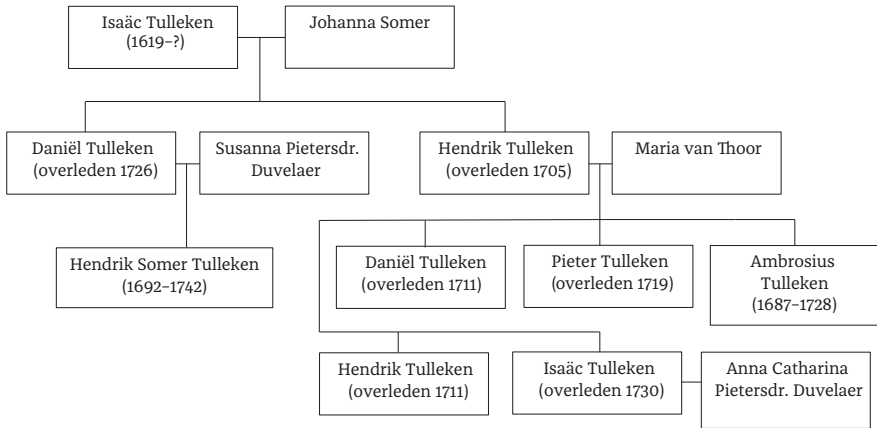 Isaäc Tulleken
(1619–?)
Johanna Somer
Daniël Tulleken
(overleden 1726)
Susanna Pietersdr.
Duvelaer
Hendrik Tulleken
(overleden 1705)
Maria van Thoor
Hendrik Somer Tulleken
(1692–1742)
Daniël Tulleken
(overleden 1711)
Pieter Tulleken
(overleden 1719)
Ambrosius
Tulleken
(1687–1728)
Hendrik Tulleken
(overleden 1711)
Isaäc Tulleken
(overleden 1730)
Anna Catharina
Pietersdr. Duvelaer